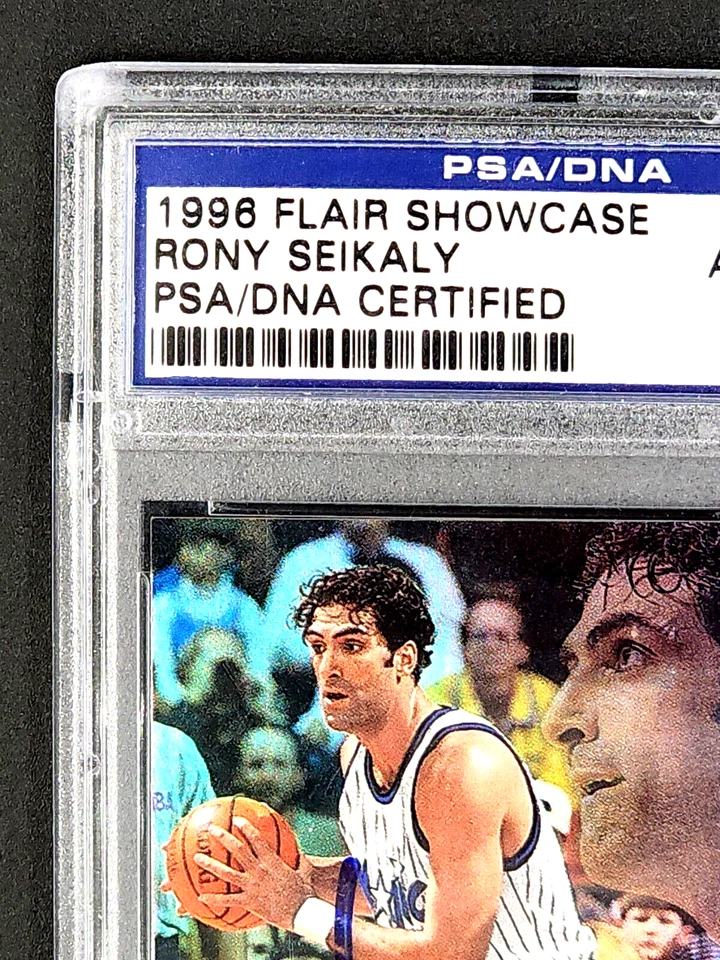 PSA/DNA
1996 FLAIR SHOWCASE
RONY SEIKALY
PSA/DNA CERTIFIED